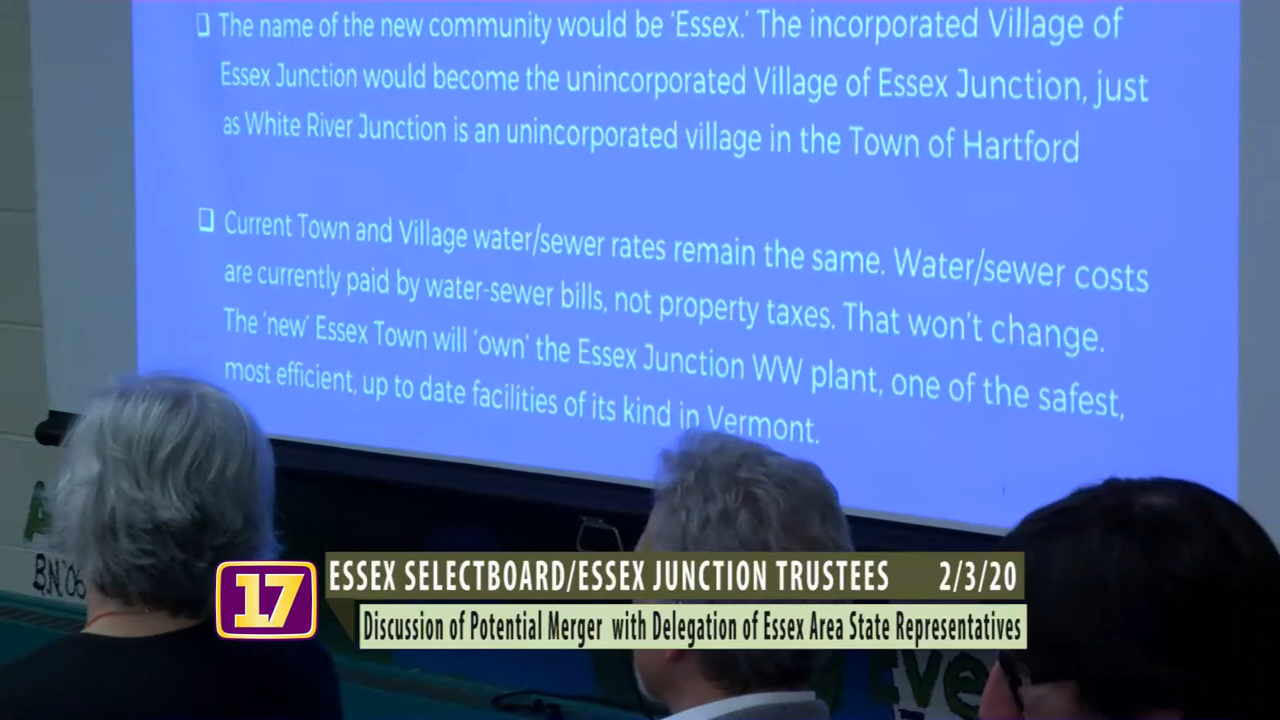 The name of the new community would be 'Essex.' The incorporated Village of
Essex Junction would become the unincorporated Village of Essex Junction, just
as White River Junction is an unincorporated village in the Town of Hartford
Current Town and Village water/sewer rates remain the same. Water/sewer costs
are currently paid by water-sewer bills, not property taxes. That won't change.
The 'new' Essex Town will 'own' the Essex Junction WW plant, one of the safest,
most efficient, up to date facilities of its kind in Vermont.
BN'06
17
ESSEX SELECTBOARD/ESSEX JUNCTION TRUSTEES 2/3/20
Discussion of Potential Merger with Delegation of Essex Area State Representatives